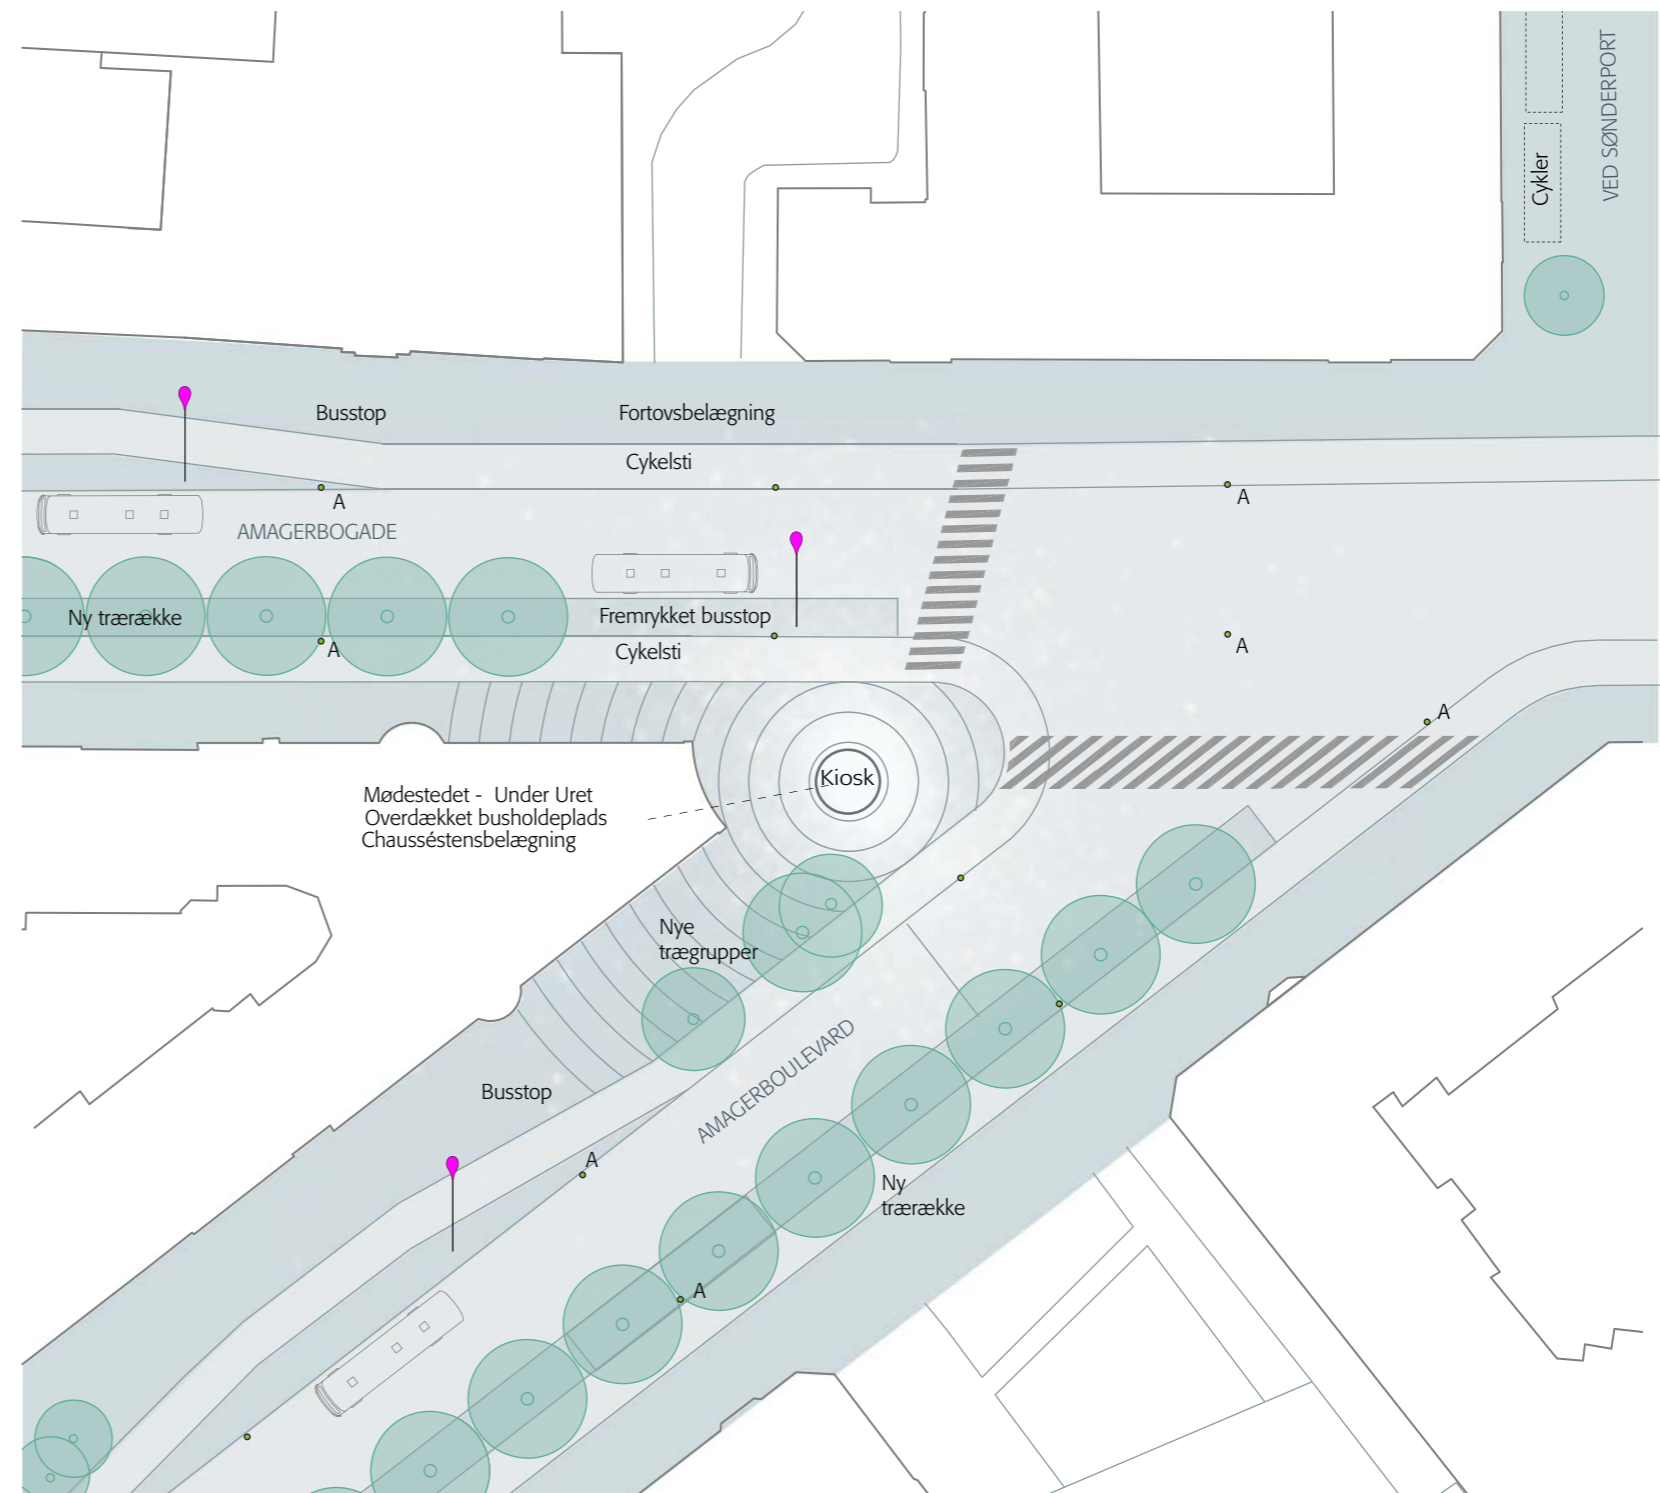 VED SØNDERPORT
Cykler
Busstop
Fortovsbelægning
Cykelsti
A
A
AMAGERBOGADE
Ny trærække
Fremrykket busstop
A
Cykelsti
A
A
Kiosk
Mødestedet - Under Uret
Overdækket busholdeplads
Chausséstensbelægning
Nye
trægrupper
AMAGERBOULEVARD
Busstop
A
Ny
trærække
A